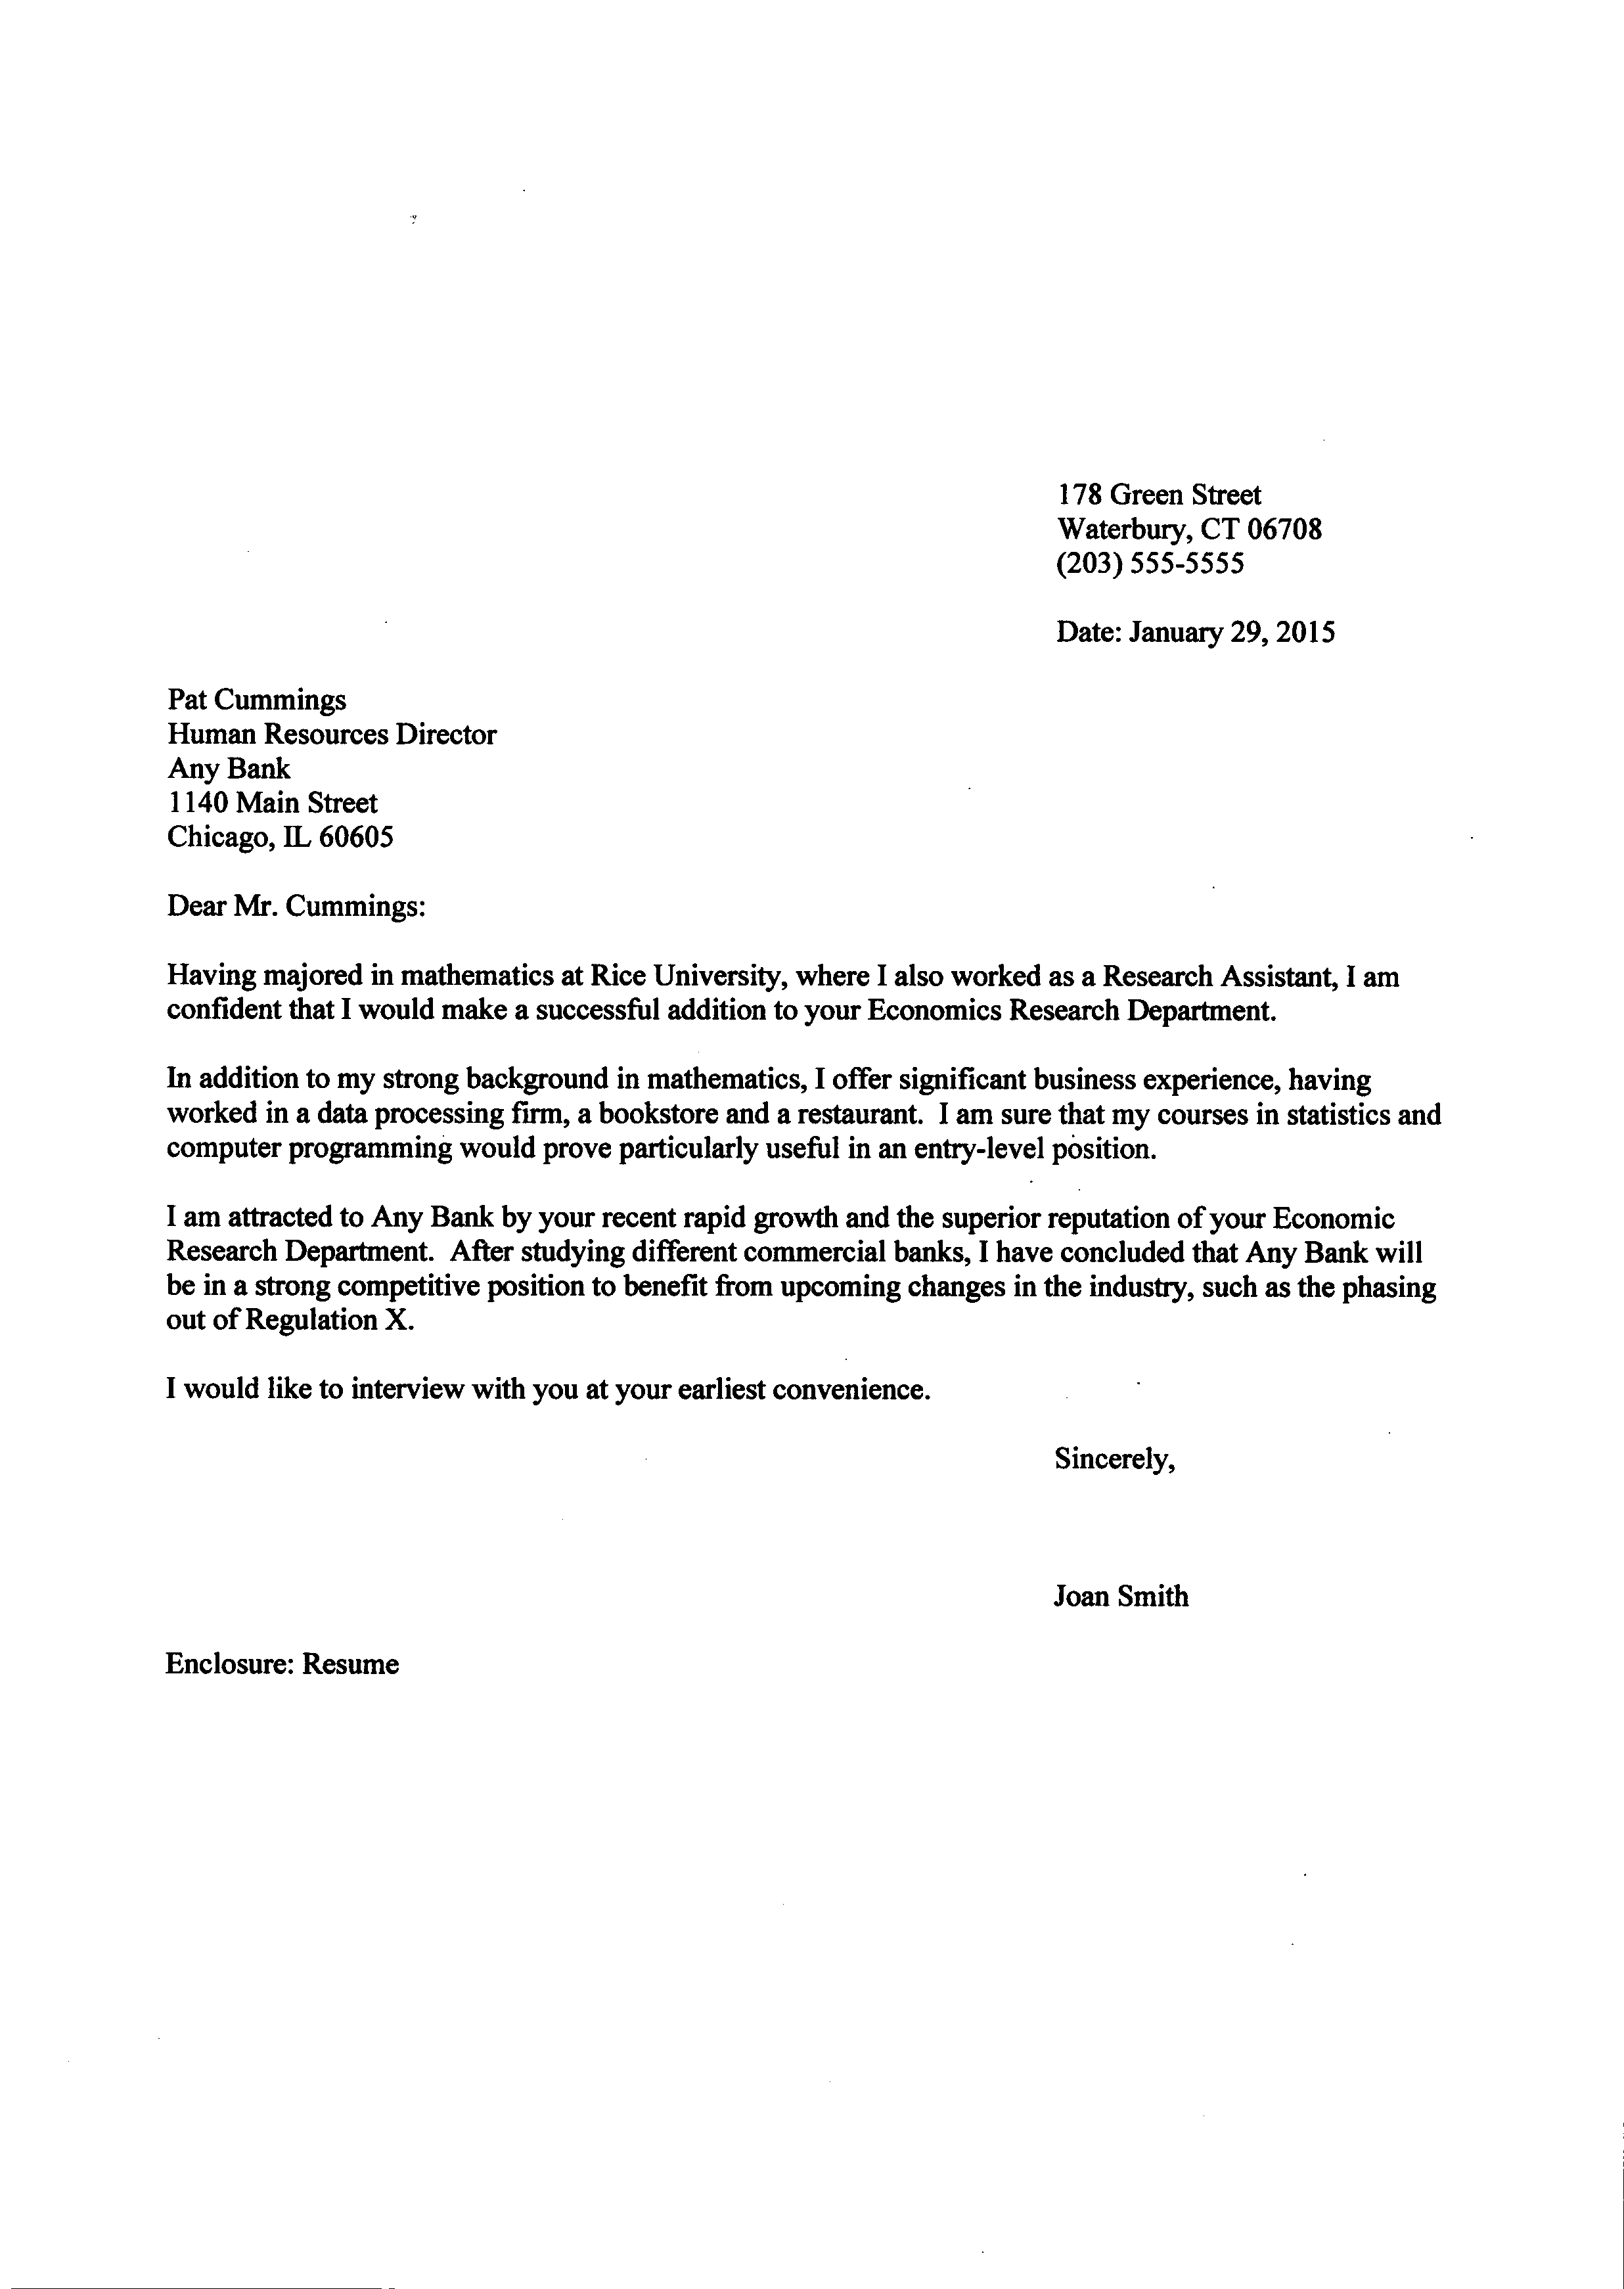 178 Green Street
Waterbury, CT 06708
(203) 555-5555
Date: January 29, 2015
Pat Cummings
Human Resources Director
Any Bank
1140 Main Street
Chicago, IL 60605
Dear Mr. Cummings:
Having majored in mathematics at Rice University, where I also worked as a Research Assistant, I am
confident that I would make a successful addition to your Economics Research Department.
In addition to my strong background in mathematics, I offer significant business experience, having
worked in a data processing firm, a bookstore and a restaurant. I am sure that my courses in statistics and
computer programming would prove particularly useful in an entry-level position.
I am attracted to Any Bank by your recent rapid growth and the superior reputation of your Economic
Research Department. After studying different commercial banks, I have concluded that Any Bank will
be in a strong competitive position to benefit from upcoming changes in the industry, such as the phasing
out of Regulation X.
I would like to interview with you at your earliest convenience.
Sincerely,
Joan Smith
Enclosure: Resume